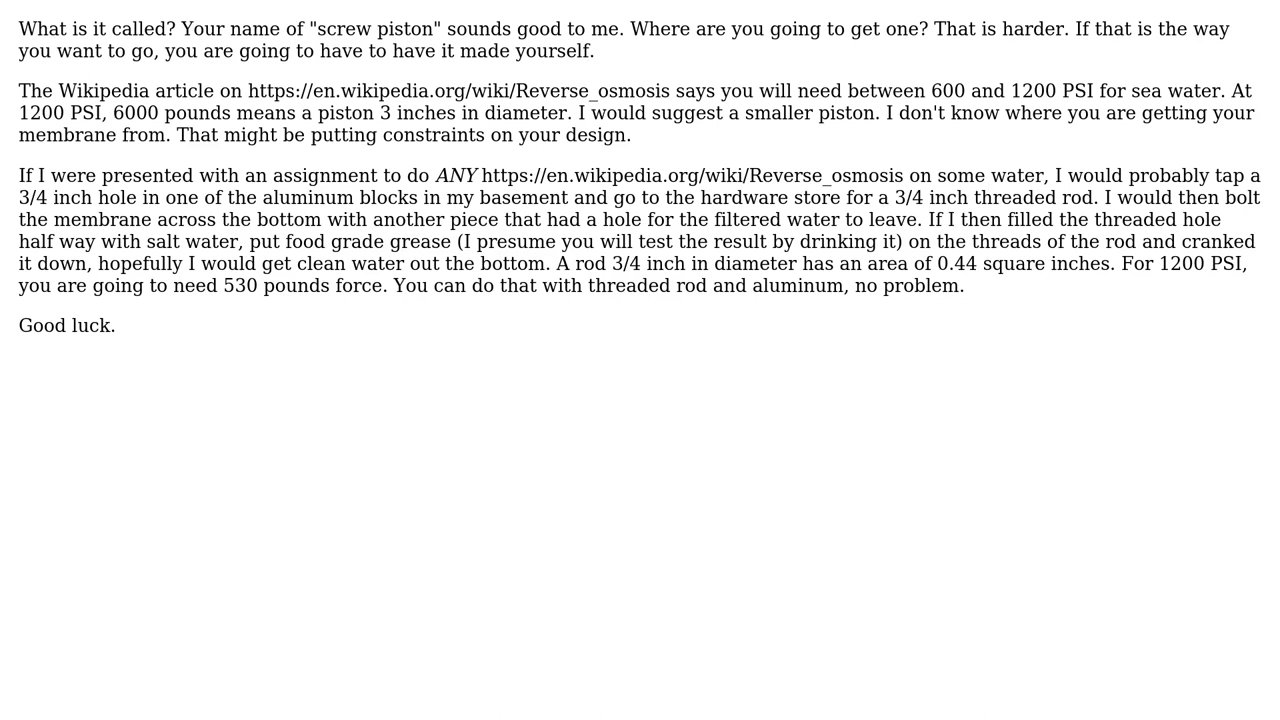 What is it called? Your name of "screw piston" sounds good to me. Where are you going to get one? That is harder. If that is the way
you want to go, you are going to have to have it made yourself.
The Wikipedia article on https://en.wikipedia.org/wiki/Reverse_osmosis says you will need between 600 and 1200 PSI for sea water. At
1200 PSI, 6000 pounds means a piston 3 inches in diameter. I would suggest a smaller piston. I don't know where you are getting your
membrane from. That might be putting constraints on your design.
If I were presented with an assignment to do ANY https://en.wikipedia.org/wiki/Reverse_osmosis on some water, I would probably tap a
3/4 inch hole in one of the aluminum blocks in my basement and go to the hardware store for a 3/4 inch threaded rod. I would then bolt
the membrane across the bottom with another piece that had a hole for the filtered water to leave. If I then filled the threaded hole
half way with salt water, put food grade grease (I presume you will test the result by drinking it) on the threads of the rod and cranked
it down, hopefully I would get clean water out the bottom. A rod 3/4 inch in diameter has an area of 0.44 square inches. For 1200 PSI,
you are going to need 530 pounds force. You can do that with threaded rod and aluminum, no problem.
Good luck.